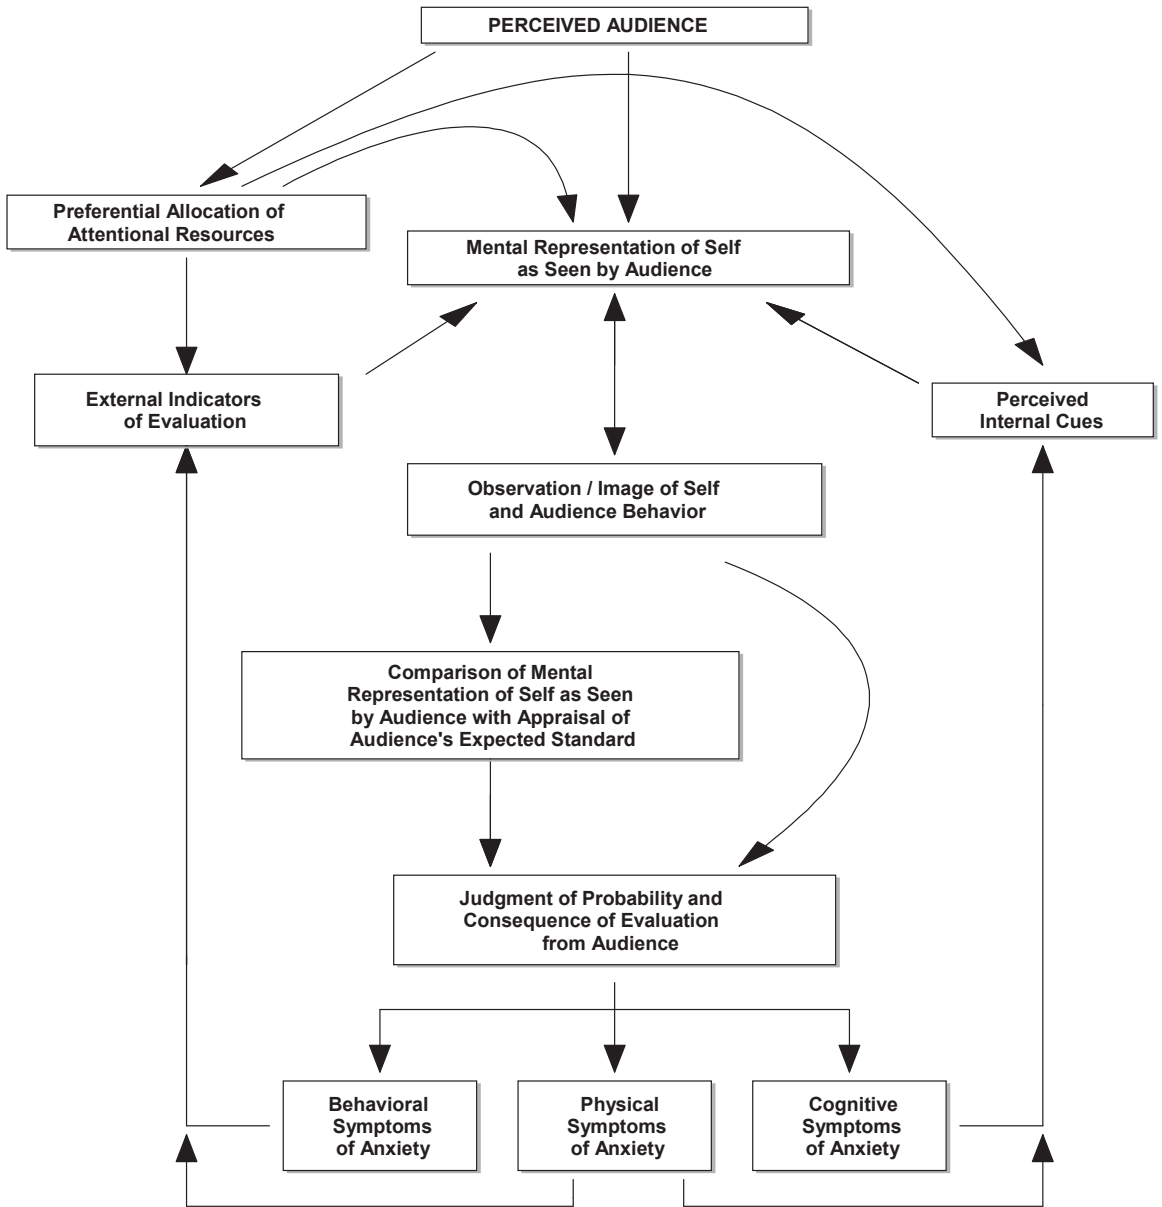 PERCEIVED AUDIENCE
Preferential Allocation of
Attentional Resources
Mental Representation of Self
as Seen by Audience
External Indicators
of Evaluation
Perceived
Internal Cues
Observation / Image of Self
and Audience Behavior
Comparison of Mental
Representation of Self as Seen
by Audience with Appraisal of
Audience's Expected Standard
Judgment of Probability and
Consequence of Evaluation
from Audience
Behavioral
Symptoms
of Anxiety
Physical
Symptoms
of Anxiety
Cognitive
Symptoms
of Anxiety